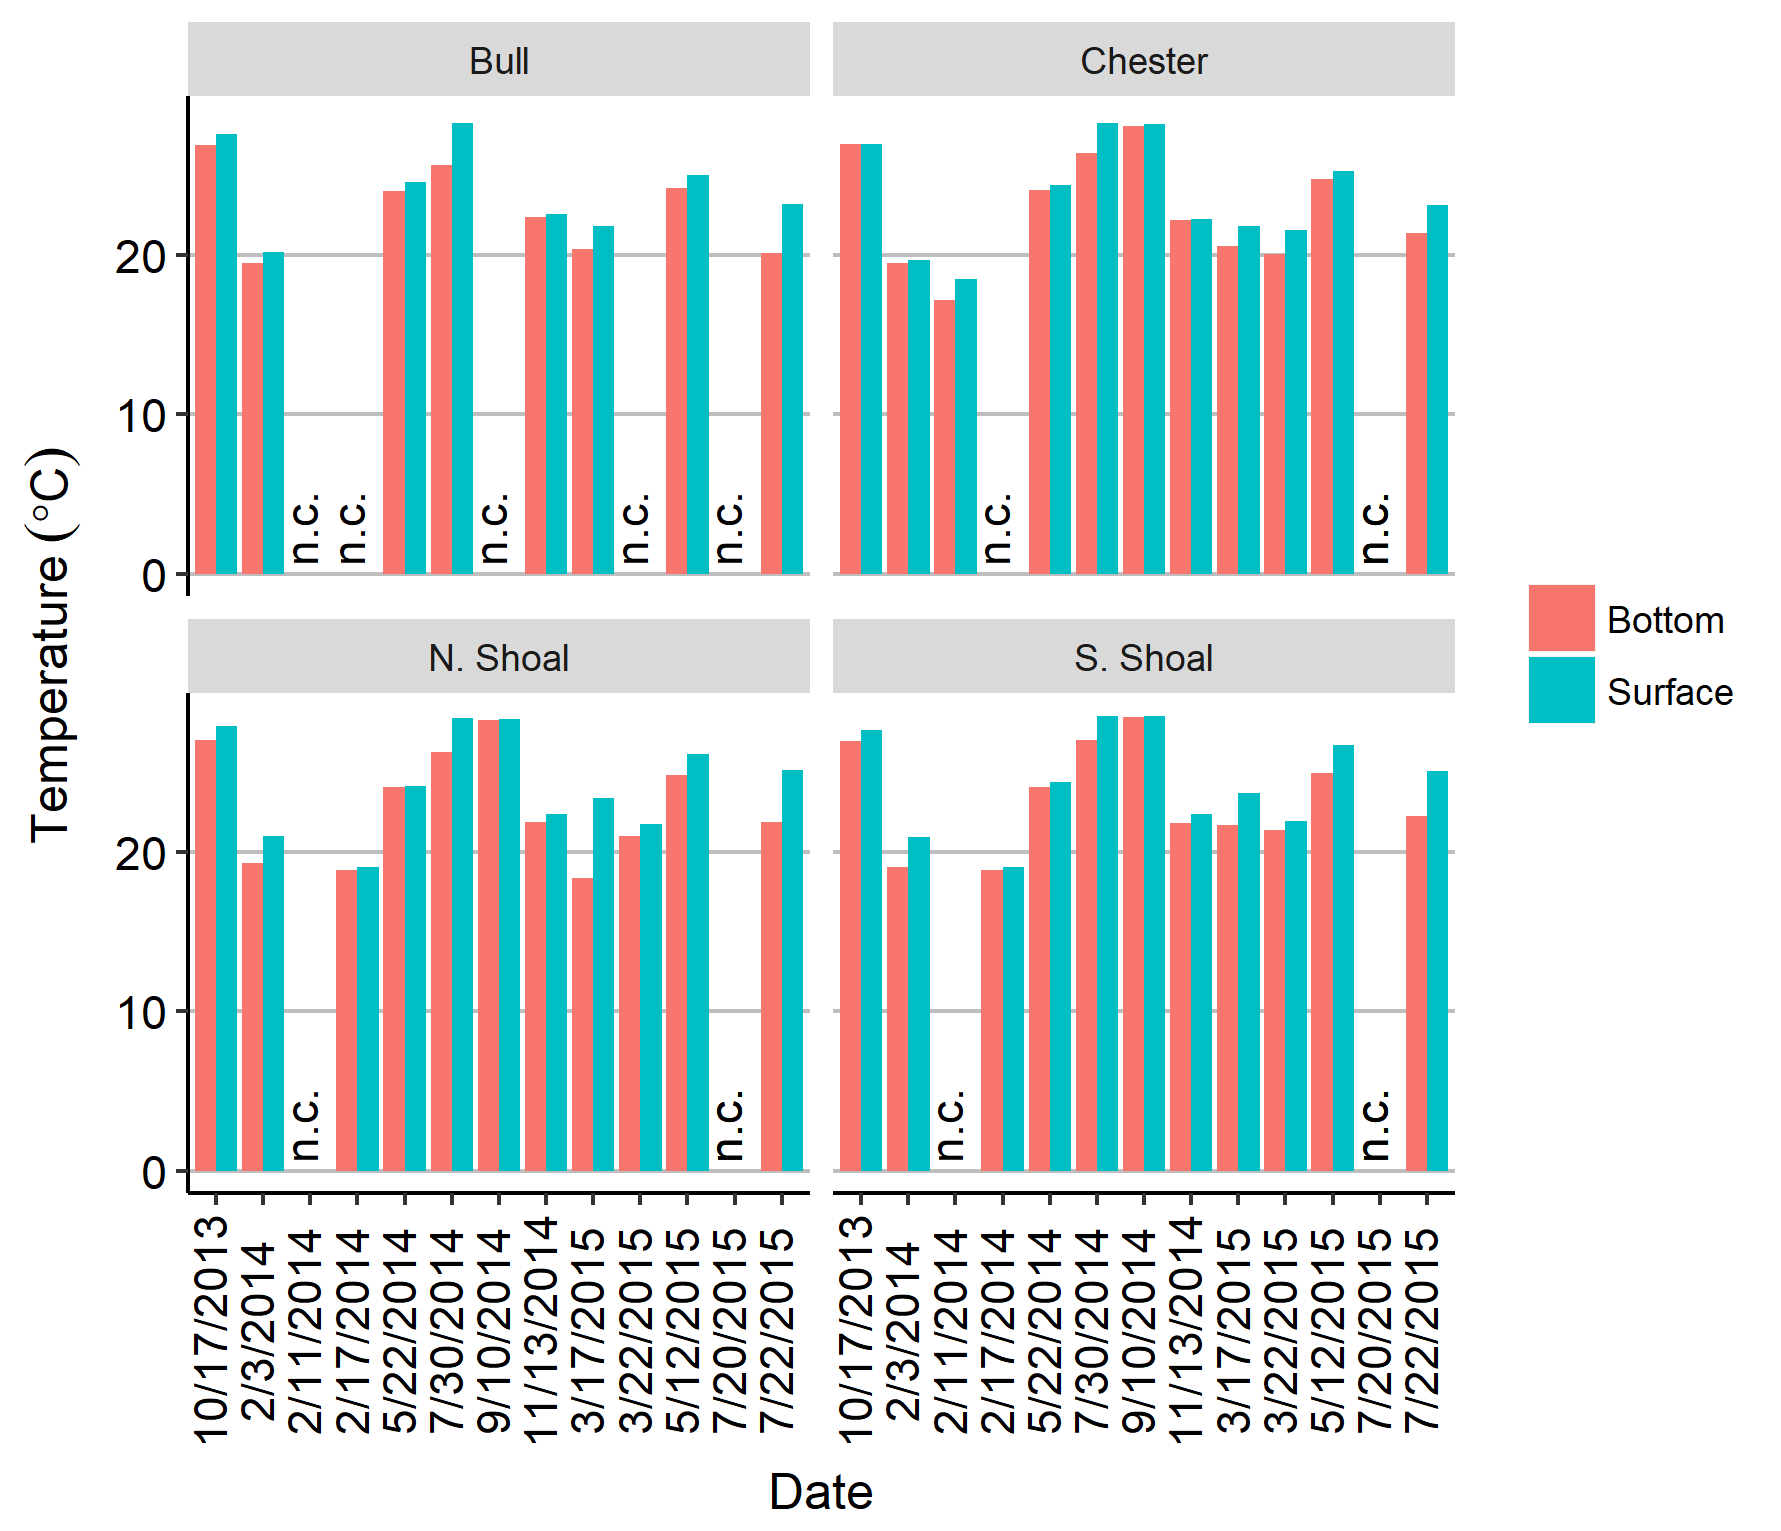 Bull
Chester
20
10
0
n.c.
n.c.
n.c.
n.c.
n.c.
n.c.
n.c.
Temperature (°C)
Bottom
Surface
N. Shoal
S. Shoal
20
10
0
n.c.
n.c.
n.c.
n.c.
10/17/2013
2/3/2014
2/11/2014
2/17/2014
5/22/2014
7/30/2014
9/10/2014
11/13/2014
3/17/2015
3/22/2015
5/12/2015
7/20/2015
7/22/2015
10/17/2013
2/3/2014
2/11/2014
2/17/2014
5/22/2014
7/30/2014
9/10/2014
11/13/2014
3/17/2015
3/22/2015
5/12/2015
7/20/2015
7/22/2015
Date